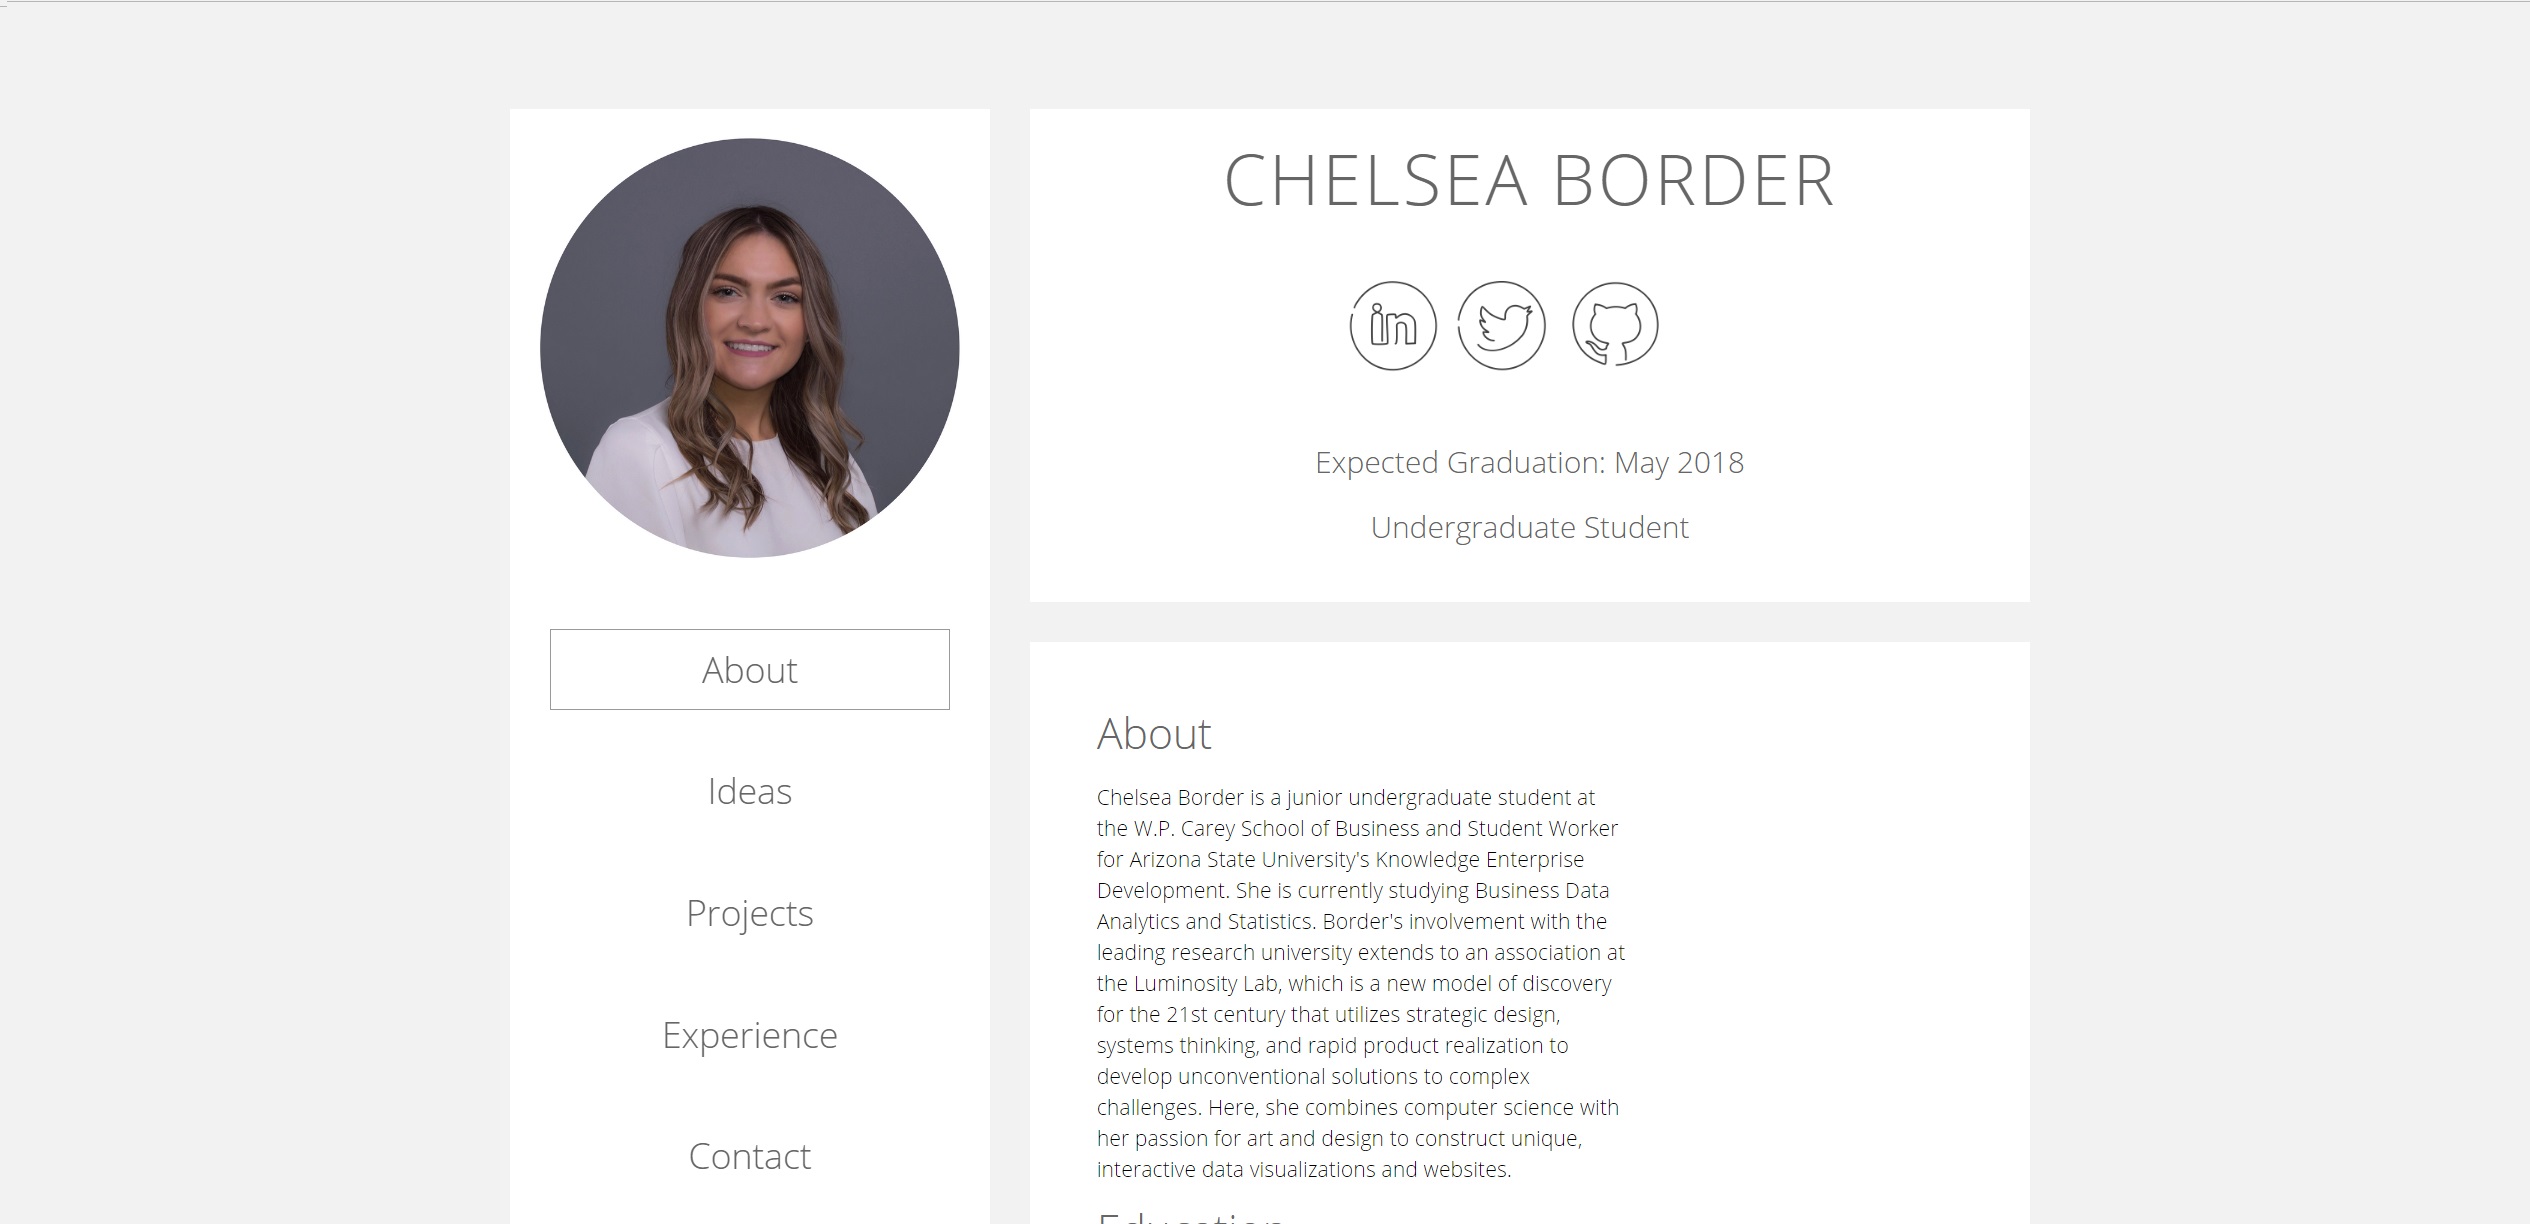 CHELSEA BORDER
in
Expected Graduation: May 2018
Undergraduate Student
About
Ideas
Projects
Experience
Contact
About
Chelsea Border is a junior undergraduate student at
the W.P. Carey School of Business and Student Worker
for Arizona State University's Knowledge Enterprise
Development. She is currently studying Business Data
Analytics and Statistics. Border's involvement with the
leading research university extends to an association at
the Luminosity Lab, which is a new model of discovery
for the 21st century that utilizes strategic design,
systems thinking, and rapid product realization to
develop unconventional solutions to complex
challenges. Here, she combines computer science with
her passion for art and design to construct unique,
interactive data visualizations and websites.
Education